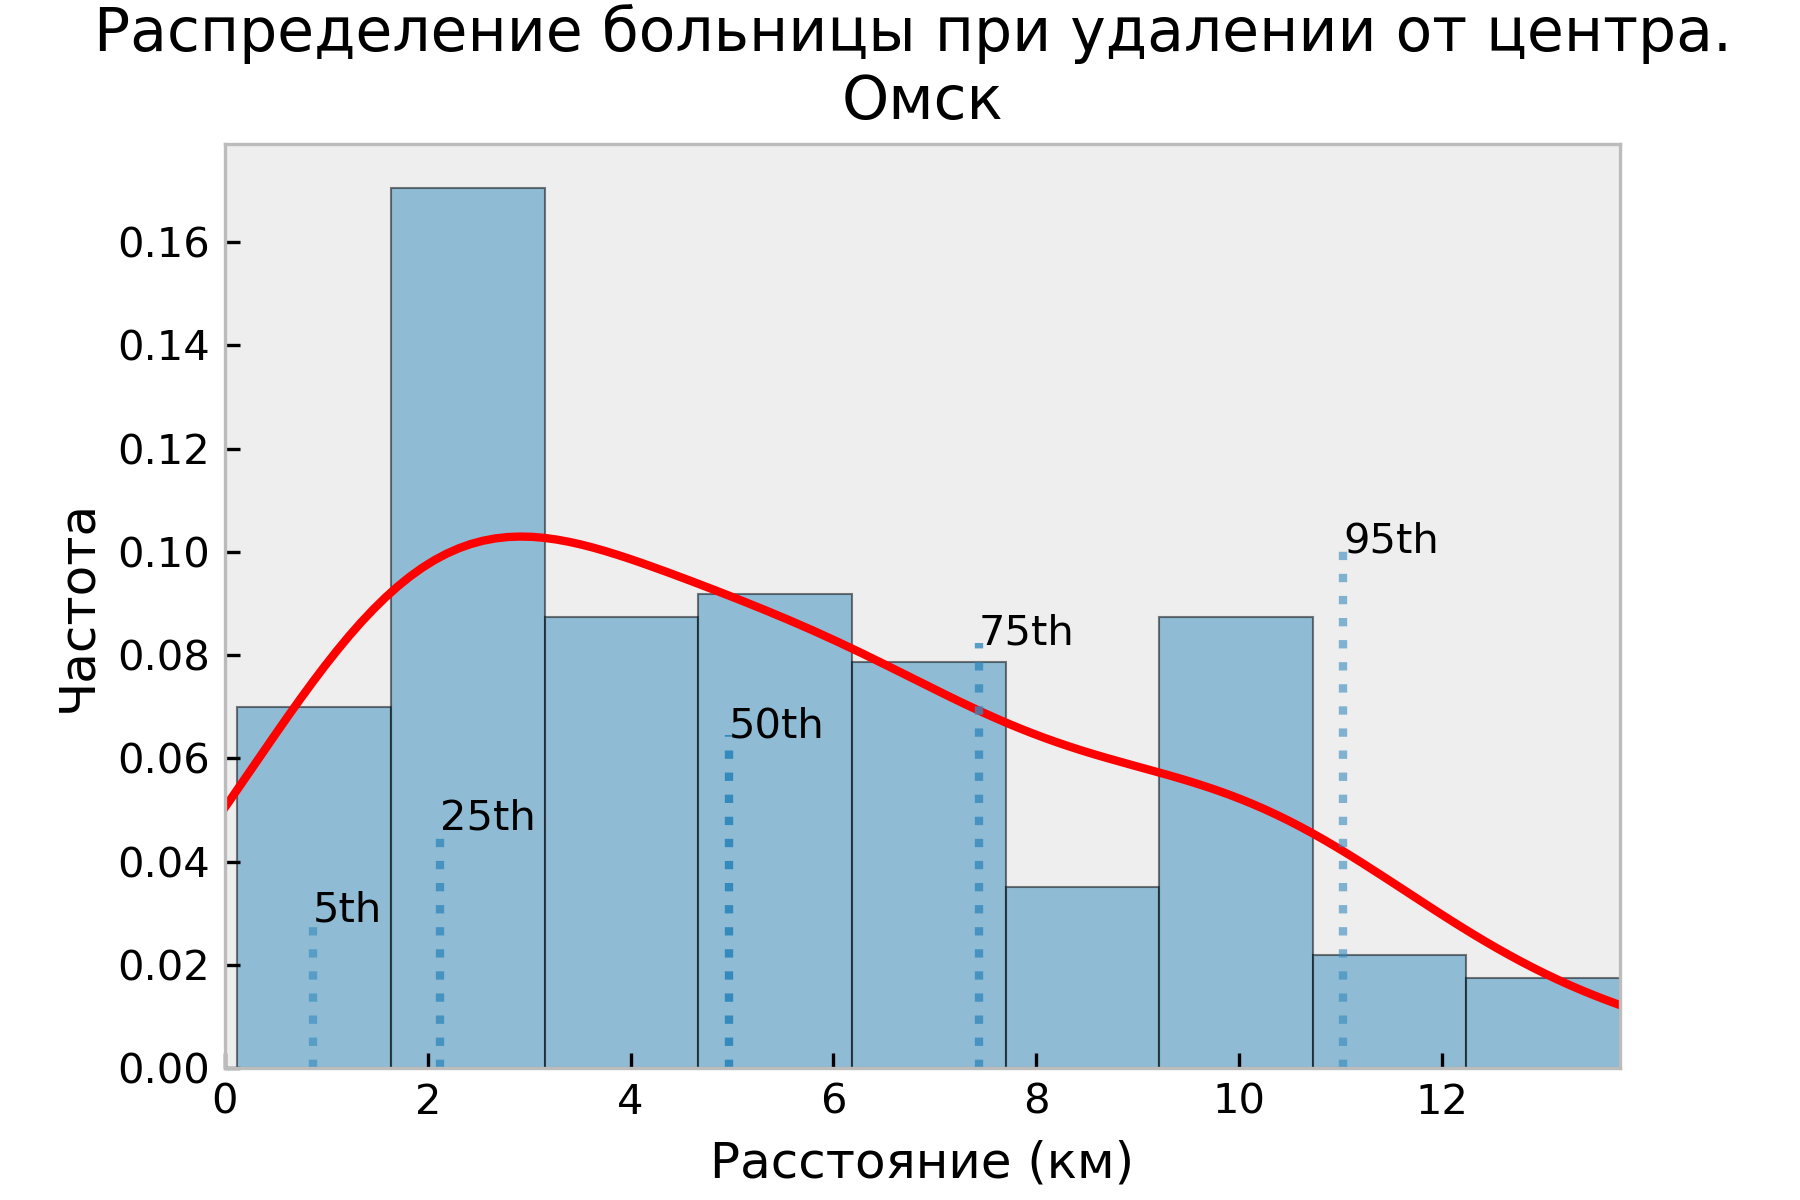 Распределение больницы при удалении от центра.
Омск
0.16
0.14
0.12
0.10
0.08
0.06
0.04
0.02
0.00
Частота
5th
25th
50th
75th
95th
0 2 4 6 8 10 12
Расстояние (км)